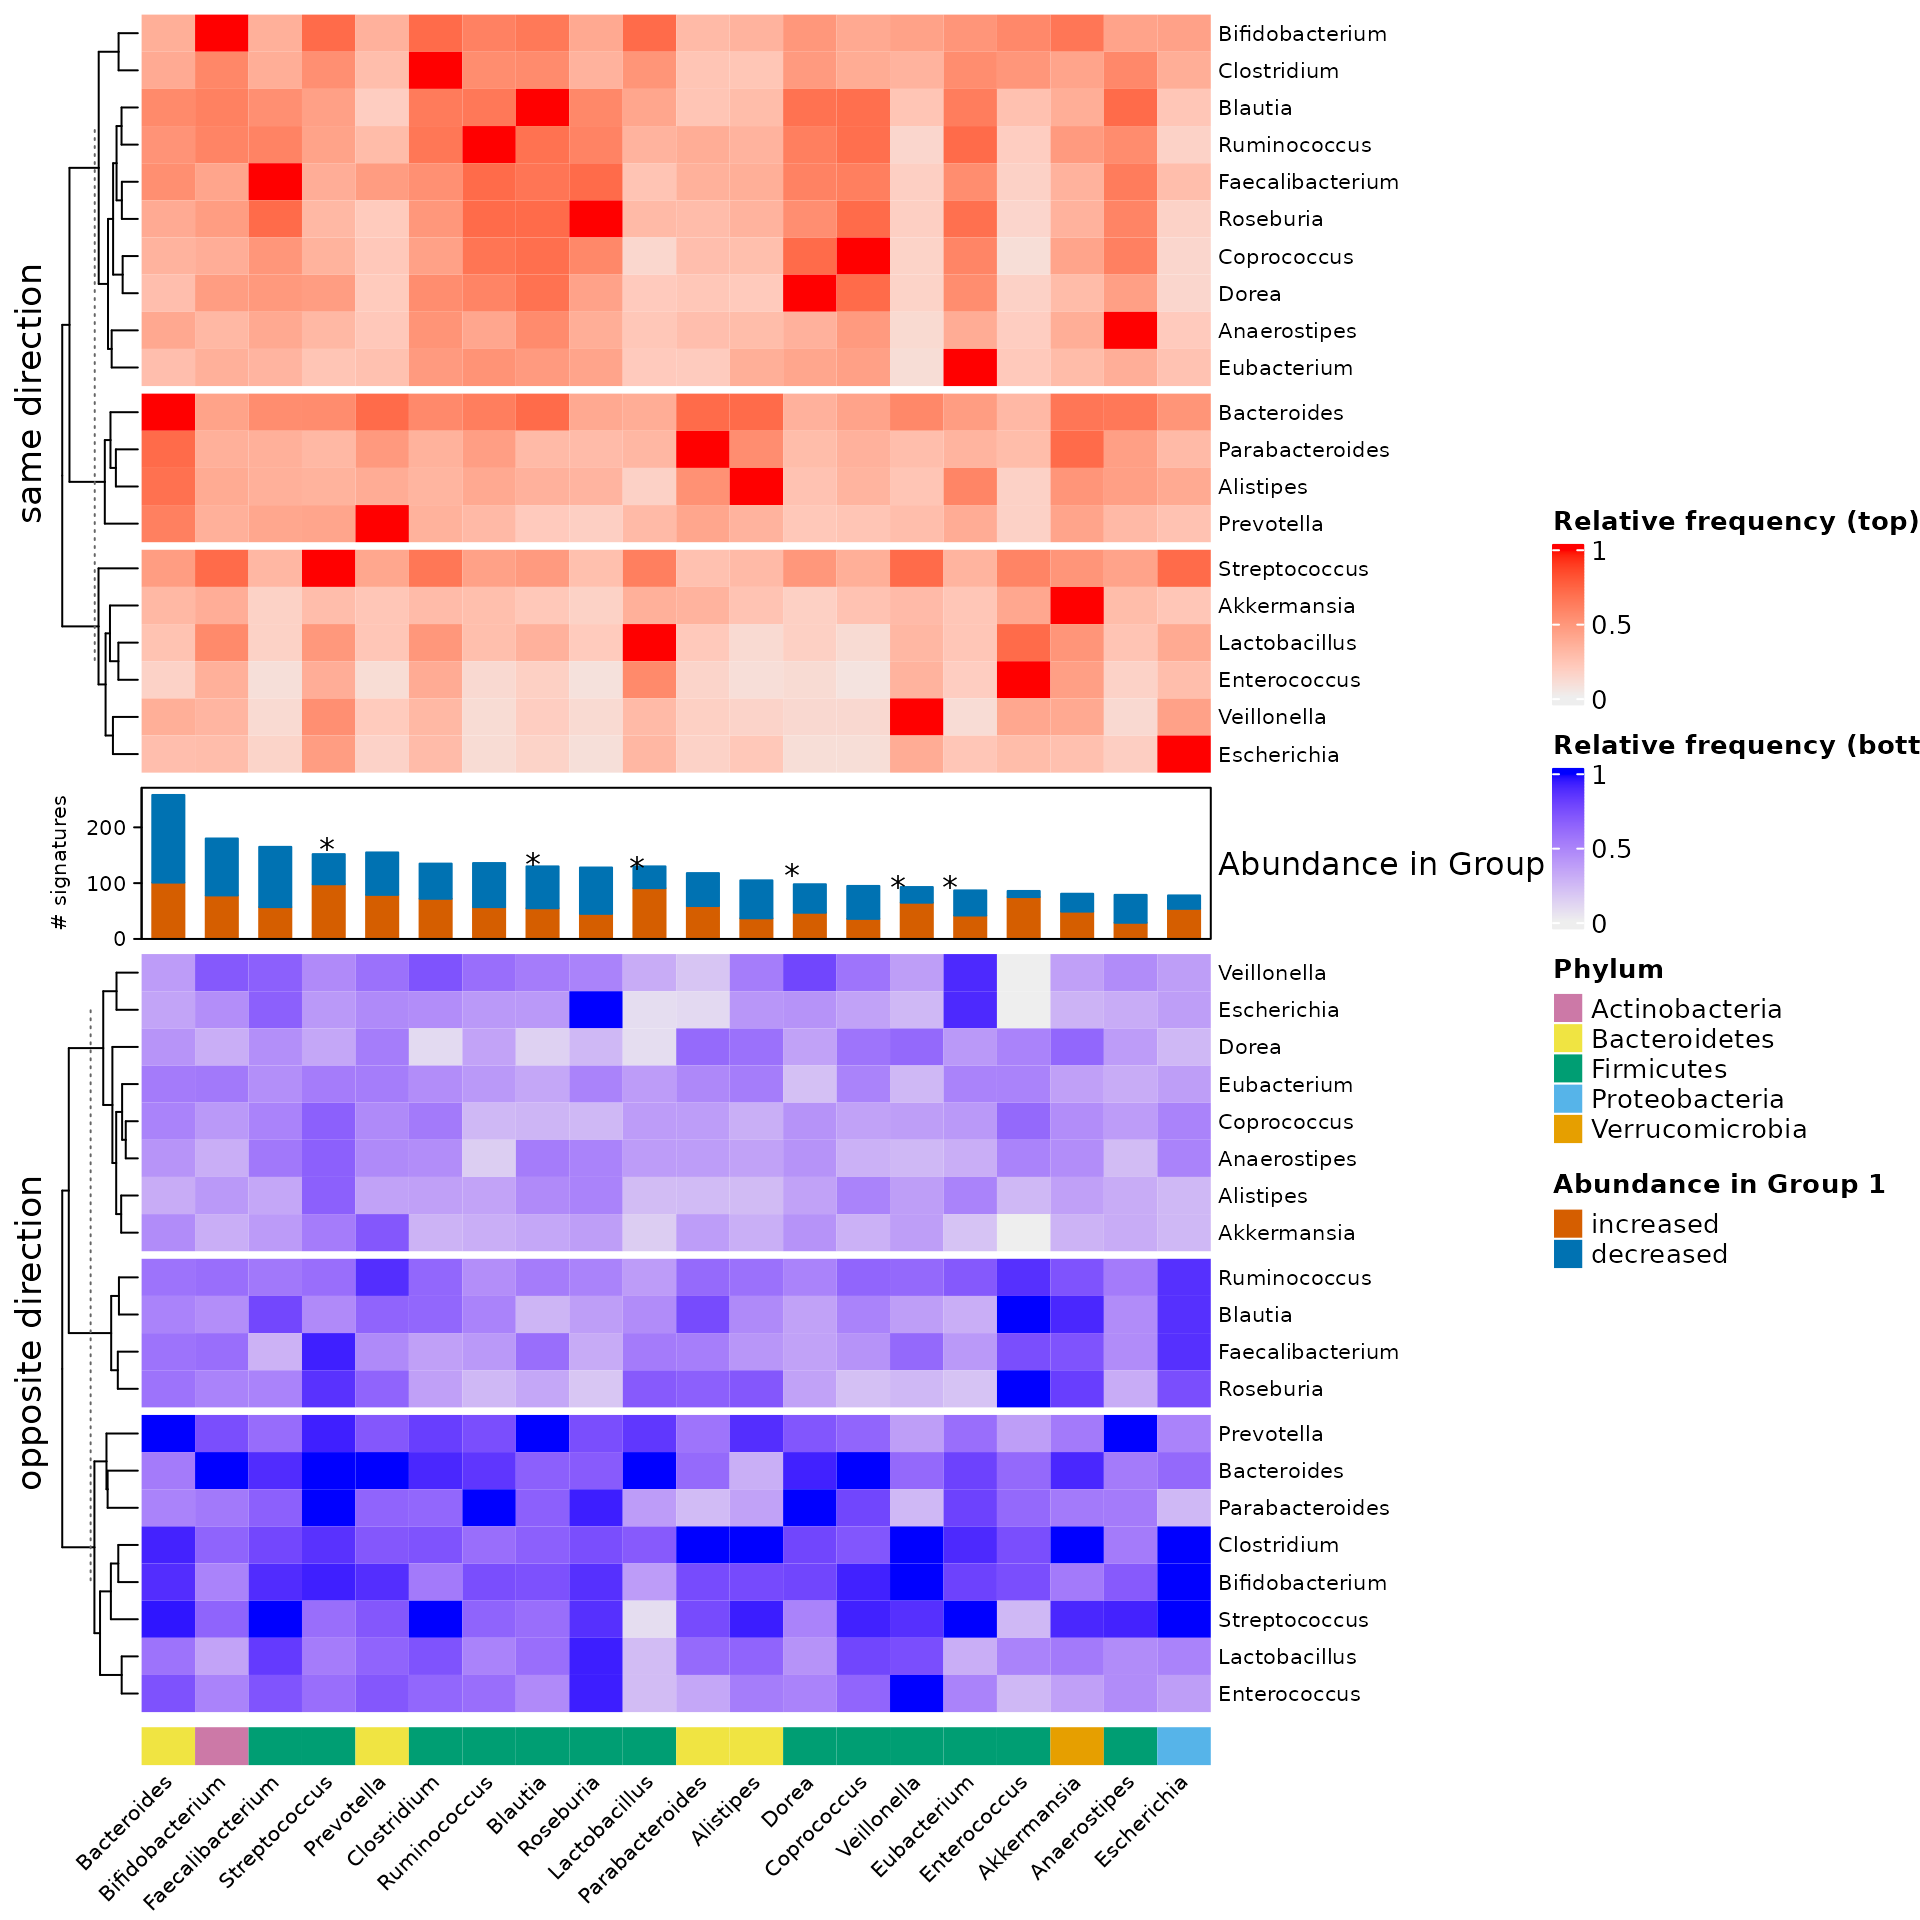 same direction
Bifidobacterium
Clostridium
Blautia
Ruminococcus
Faecalibacterium
Roseburia
Coprococcus
Dorea
Anaerostipes
Eubacterium
Bacteroides
Parabacteroides
Alistipes
Prevotella
Streptococcus
Akkermansia
Lactobacillus
Enterococcus
Veillonella
Escherichia
# signatures
200
100
0
*
*
*
*
*
*
Abundance in Group
opposite direction
Veillonella
Escherichia
Dorea
Eubacterium
Coprococcus
Anaerostipes
Alistipes
Akkermansia
Ruminococcus
Blautia
Faecalibacterium
Roseburia
Prevotella
Bacteroides
Parabacteroides
Clostridium
Bifidobacterium
Streptococcus
Lactobacillus
Enterococcus
Bacteroides
Bifidobacterium
Faecalibacterium
Streptococcus
Prevotella
Clostridium
Ruminococcus
Blautia
Roseburia
Lactobacillus
Parabacteroides
Alistipes
Dorea
Coprococcus
Veillonella
Eubacterium
Enterococcus
Akkermansia
Anaerostipes
Escherichia
Relative frequency (top)
1
0.5
0
Relative frequency (bott
1
0.5
0
Phylum
Actinobacteria
Bacteroidetes
Firmicutes
Proteobacteria
Verrucomicrobia
Abundance in Group 1
increased
decreased